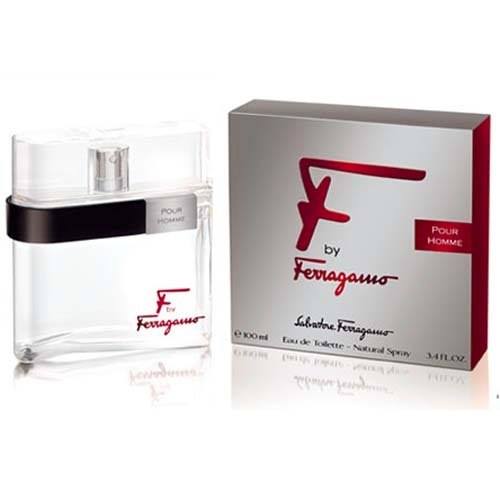 POUR
HOMME
F
by
Ferragamo
F
by
Ferragamo
POUR
HOMME
Salvatore Ferragamo
℮ 100 ml
Eau de Toilette - Natural Spray
3.4 FL.OZ.